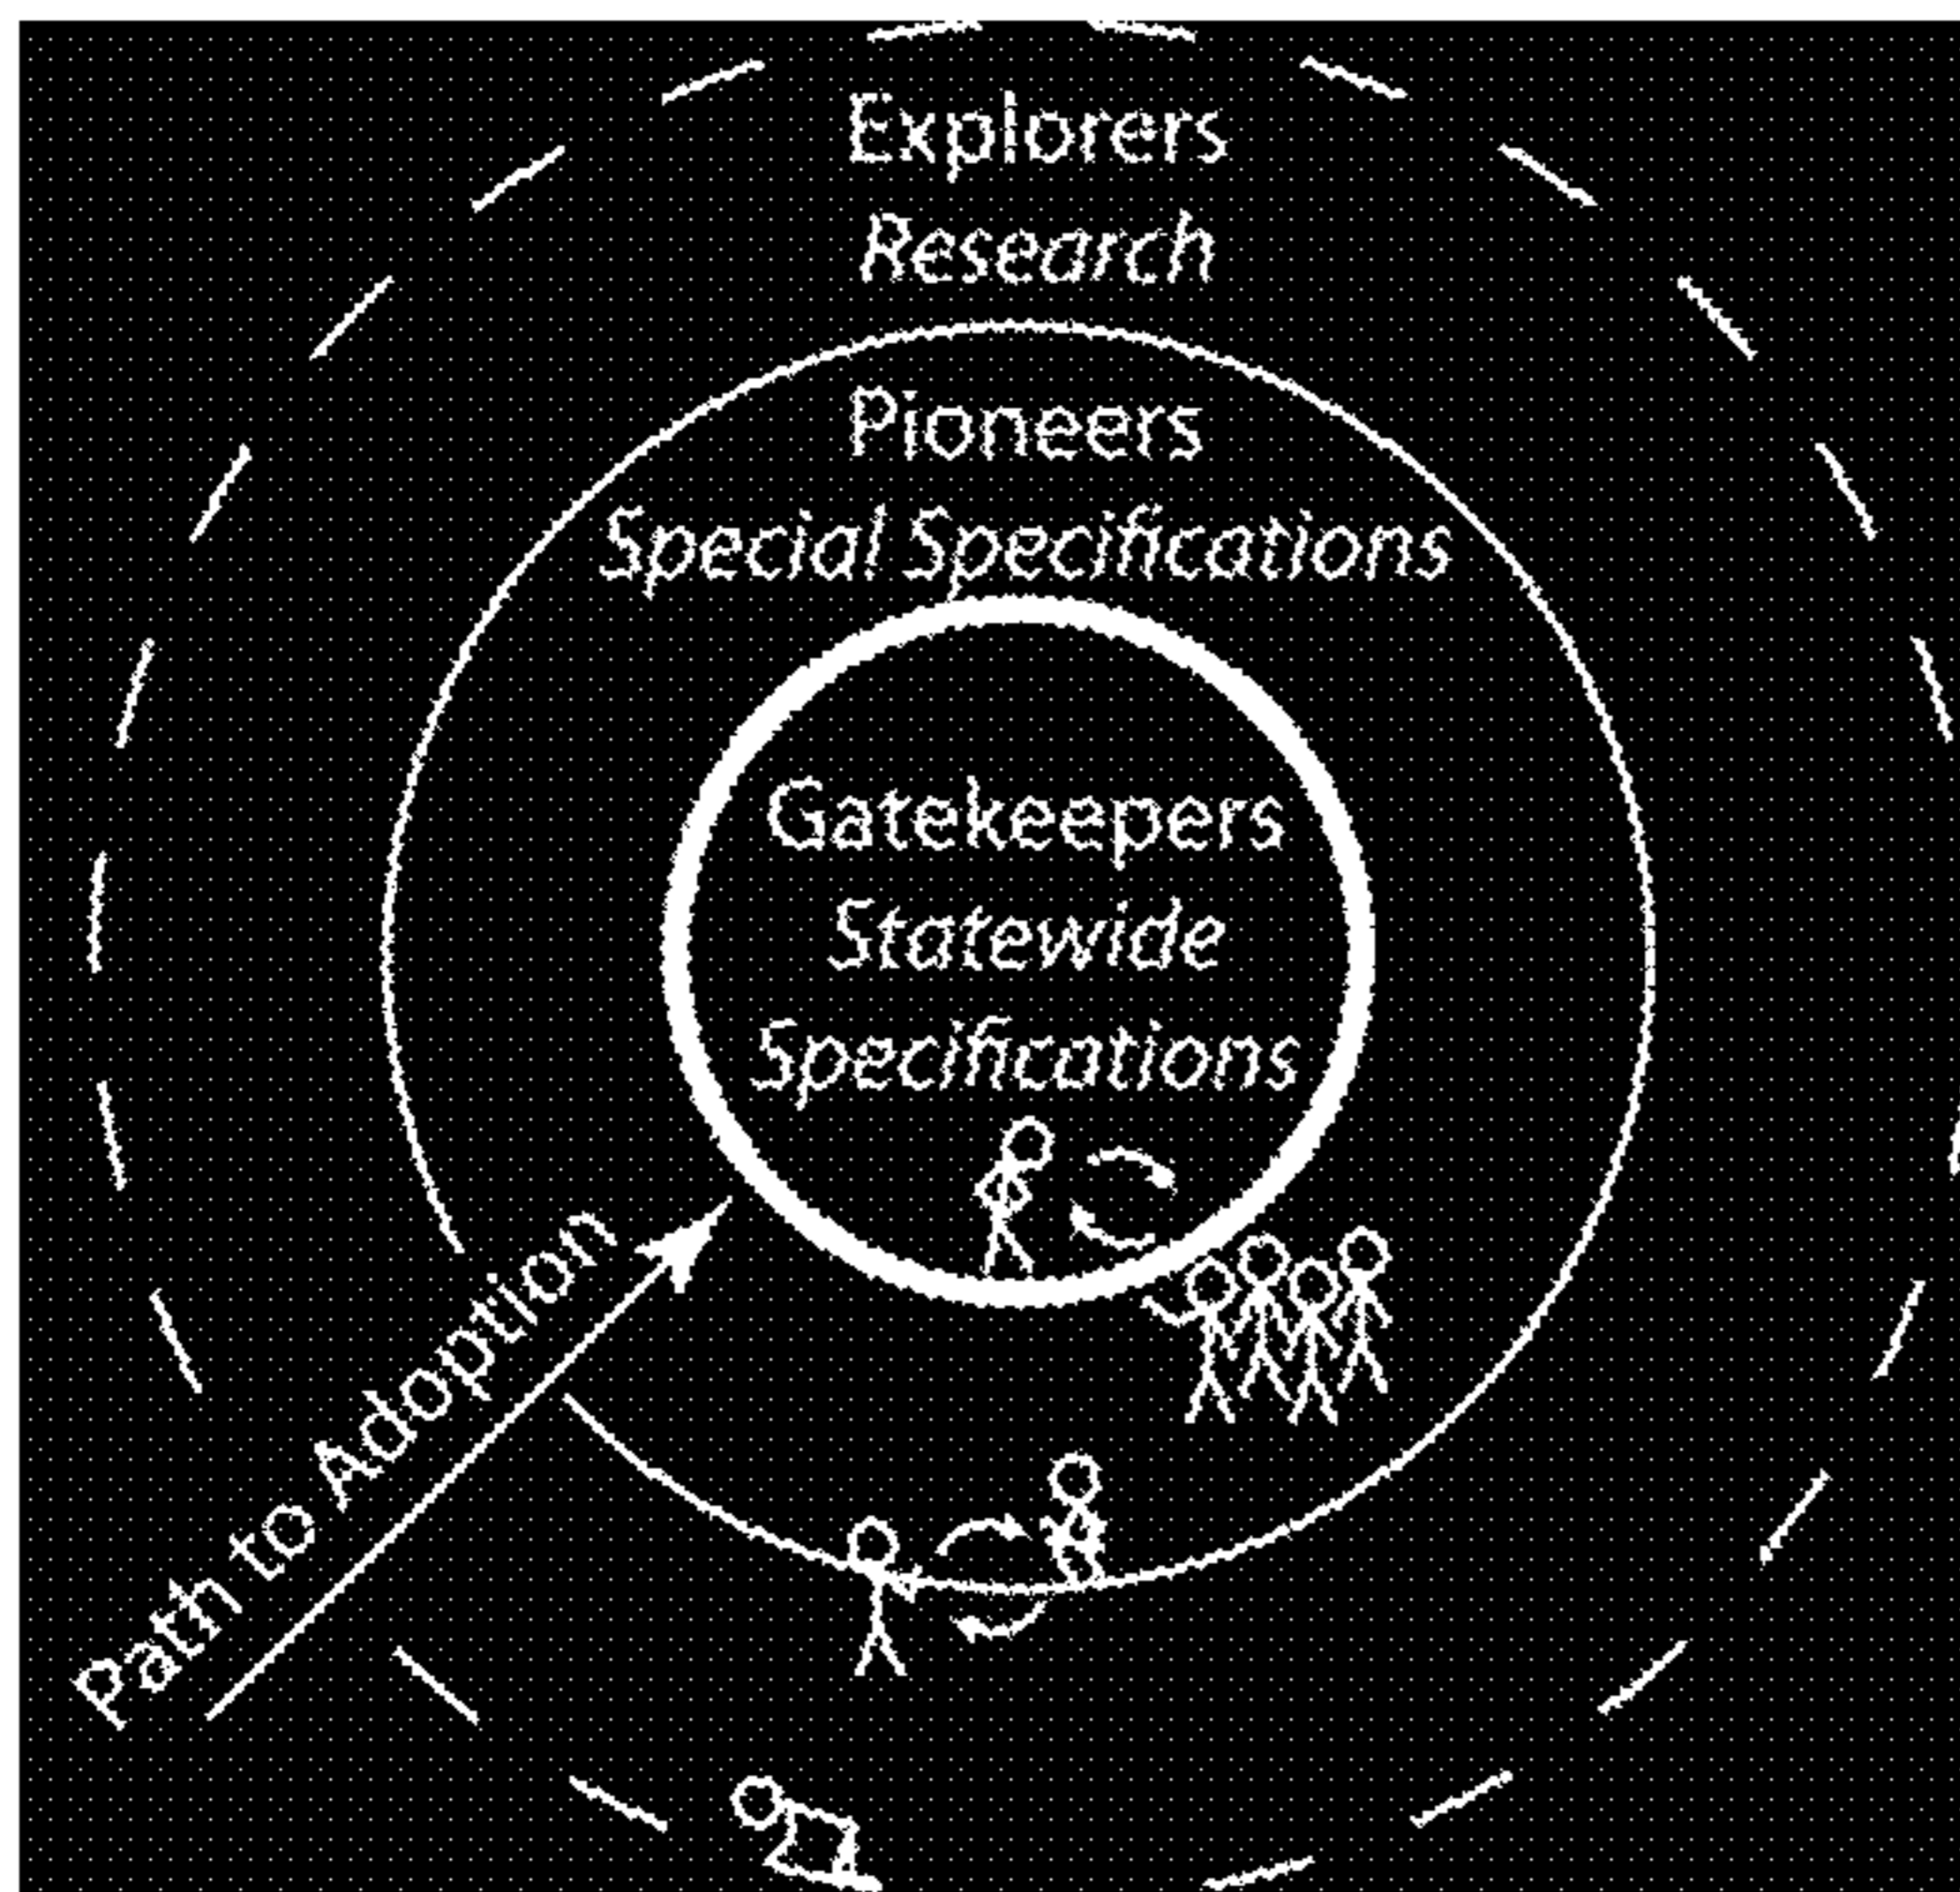 Explorers
Research
Pioneers
Special Specifications
Gatekeepers
Statewide
Specifications
Path to Adoption